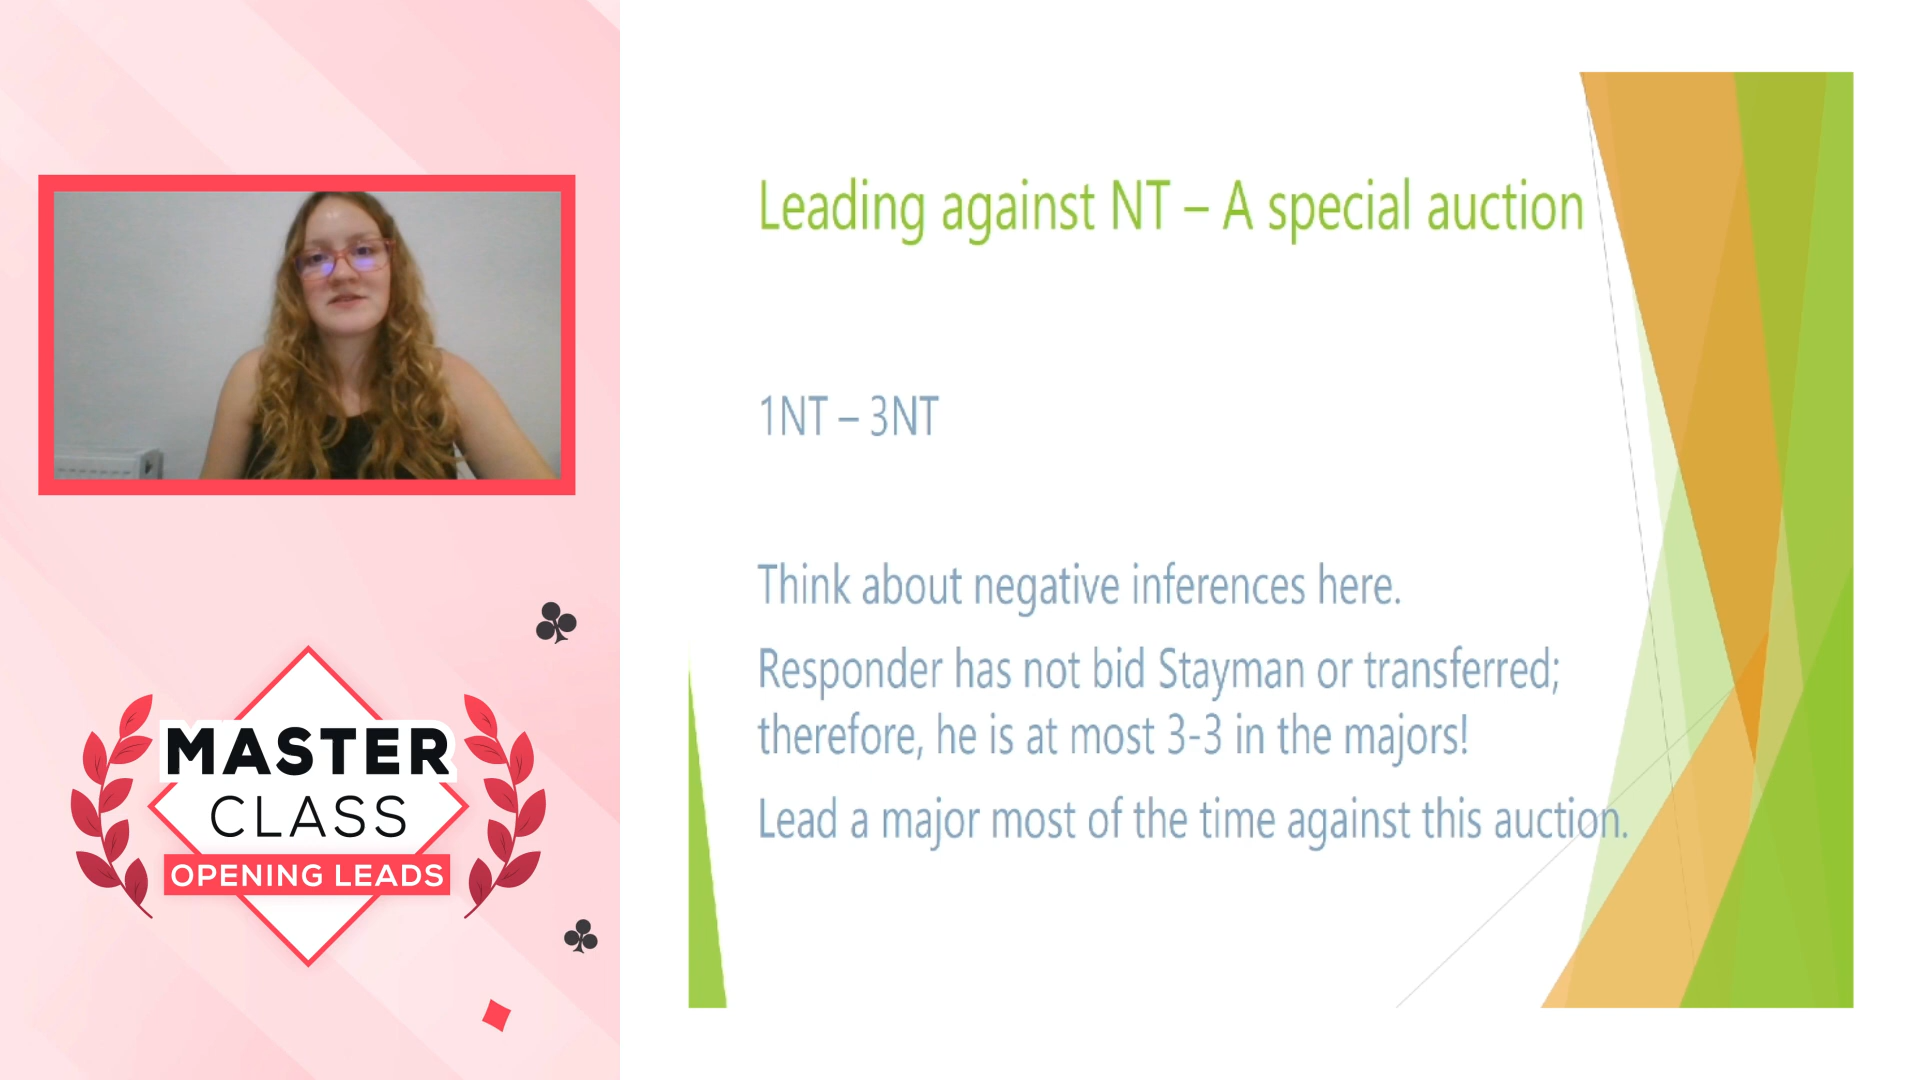 MASTER
CLASS
OPENING LEADS
Leading against NT – A special auction
1NT – 3NT
Think about negative inferences here.
Responder has not bid Stayman or transferred;
therefore, he is at most 3-3 in the majors!
Lead a major most of the time against this auction.